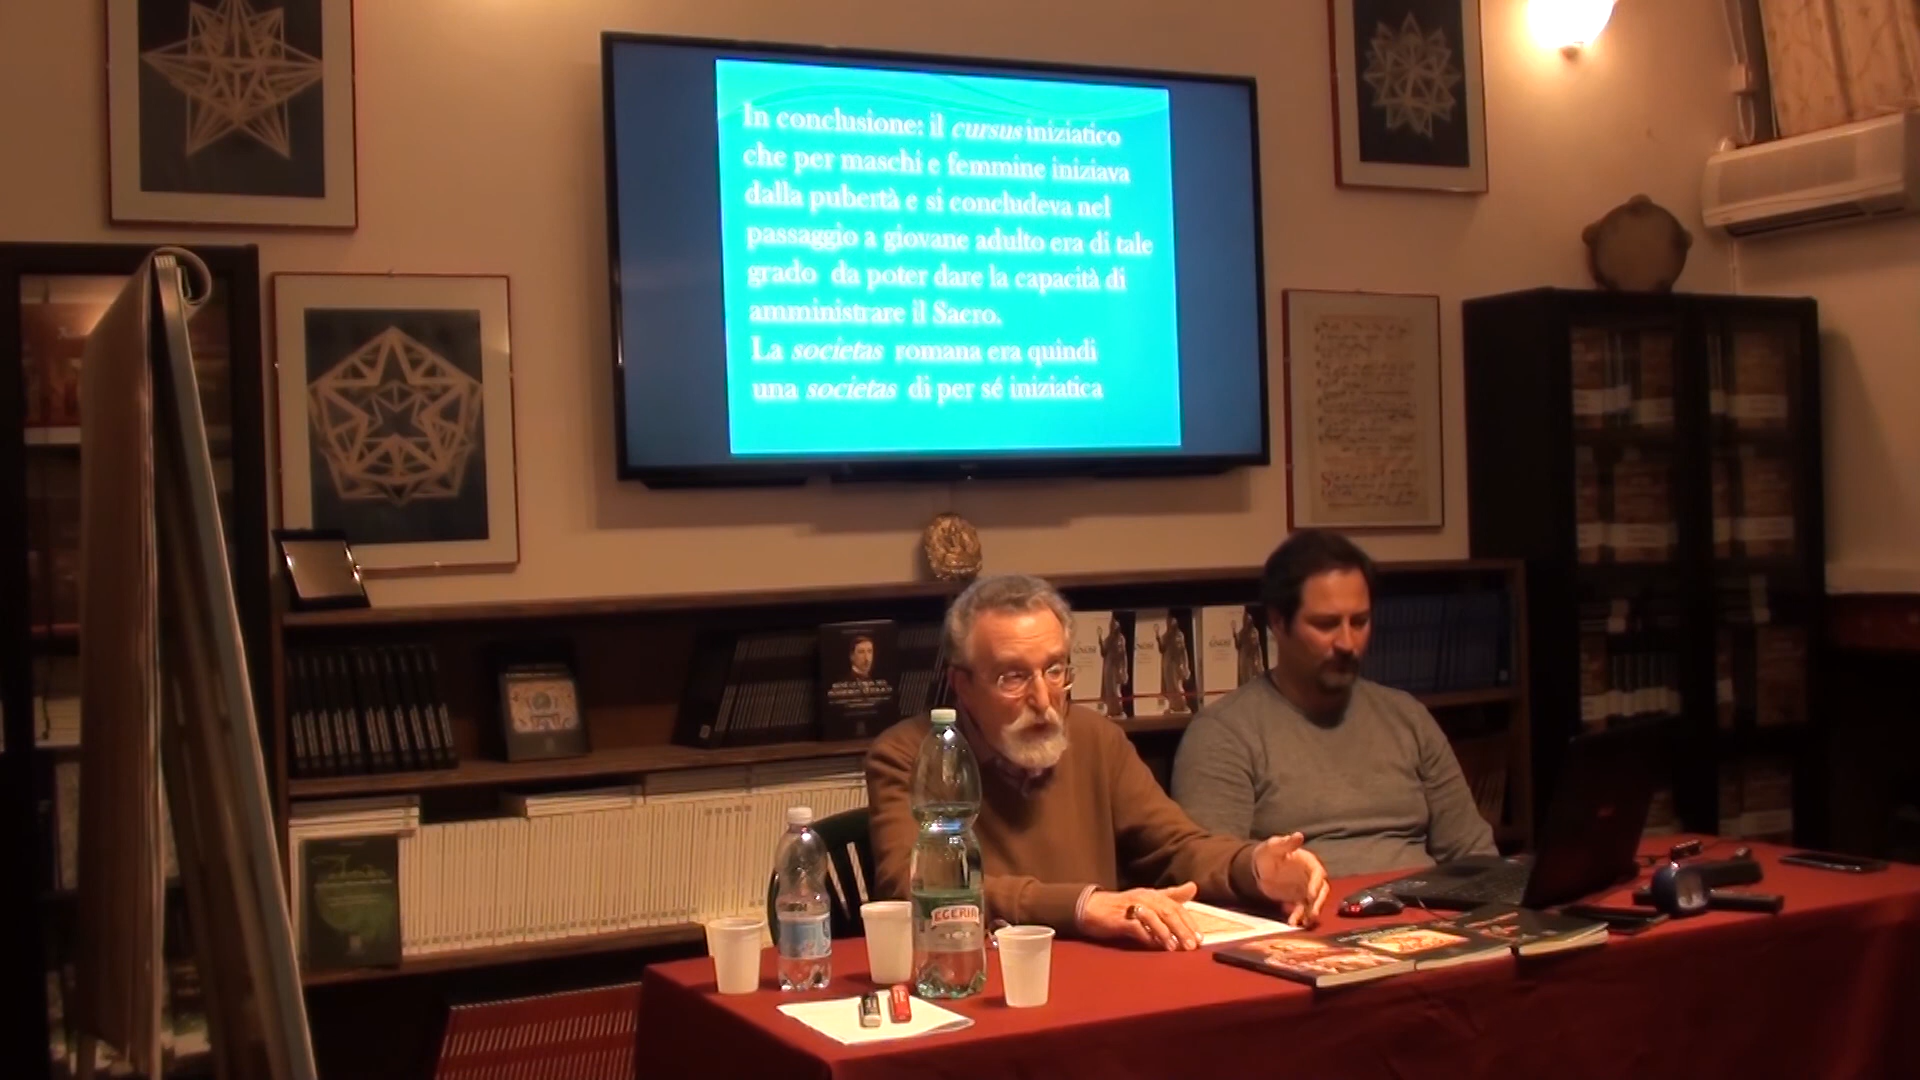 In conclusione: il cursus iniziatico
che per maschi e femmine iniziava
dalla pubertà e si concludeva nel
passaggio a giovane adulto era di tale
grado da poter dare la capacità di
amministrare il Sacro.
La societas romana era quindi
una societas di per sé iniziatica
EGERIA